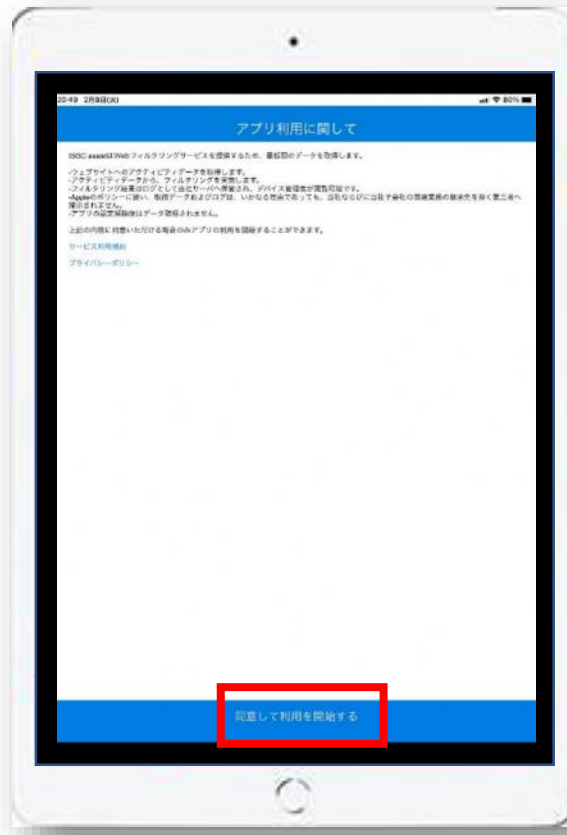 20:49 2月8日(火)
80%
アプリ利用に関して
ISGC assistはWebフィルタリングサービスを提供するため、最低限のデータを取得します。
・ウェブサイトへのアクティビティデータを取得します。
・アクティビティデータから、フィルタリングを実施します。
・フィルタリング結果はログとして当社サーバへ保管され、デバイス管理者が閲覧可能です。
・Appleのポリシーに従い、取得データおよびログは、いかなる理由であっても、当社ならびに当社子会社の関連業務の継承先を除く第三者へ
開示されません。
・アプリの設定解除後はデータ取得されません。
上記の内容に同意いただける場合のみアプリの利用を開始することができます。
サービス利用規約
プライバシーポリシー
同意して利用を開始する